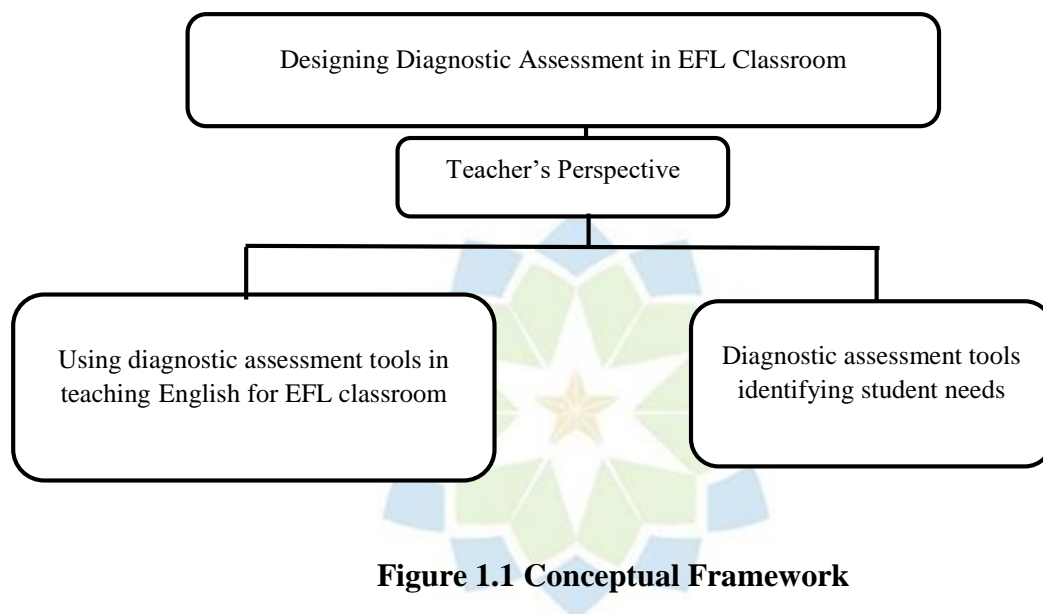 Designing Diagnostic Assessment in EFL Classroom
Teacher’s Perspective
Using diagnostic assessment tools in
teaching English for EFL classroom
Diagnostic assessment tools
identifying student needs
Figure 1.1 Conceptual Framework